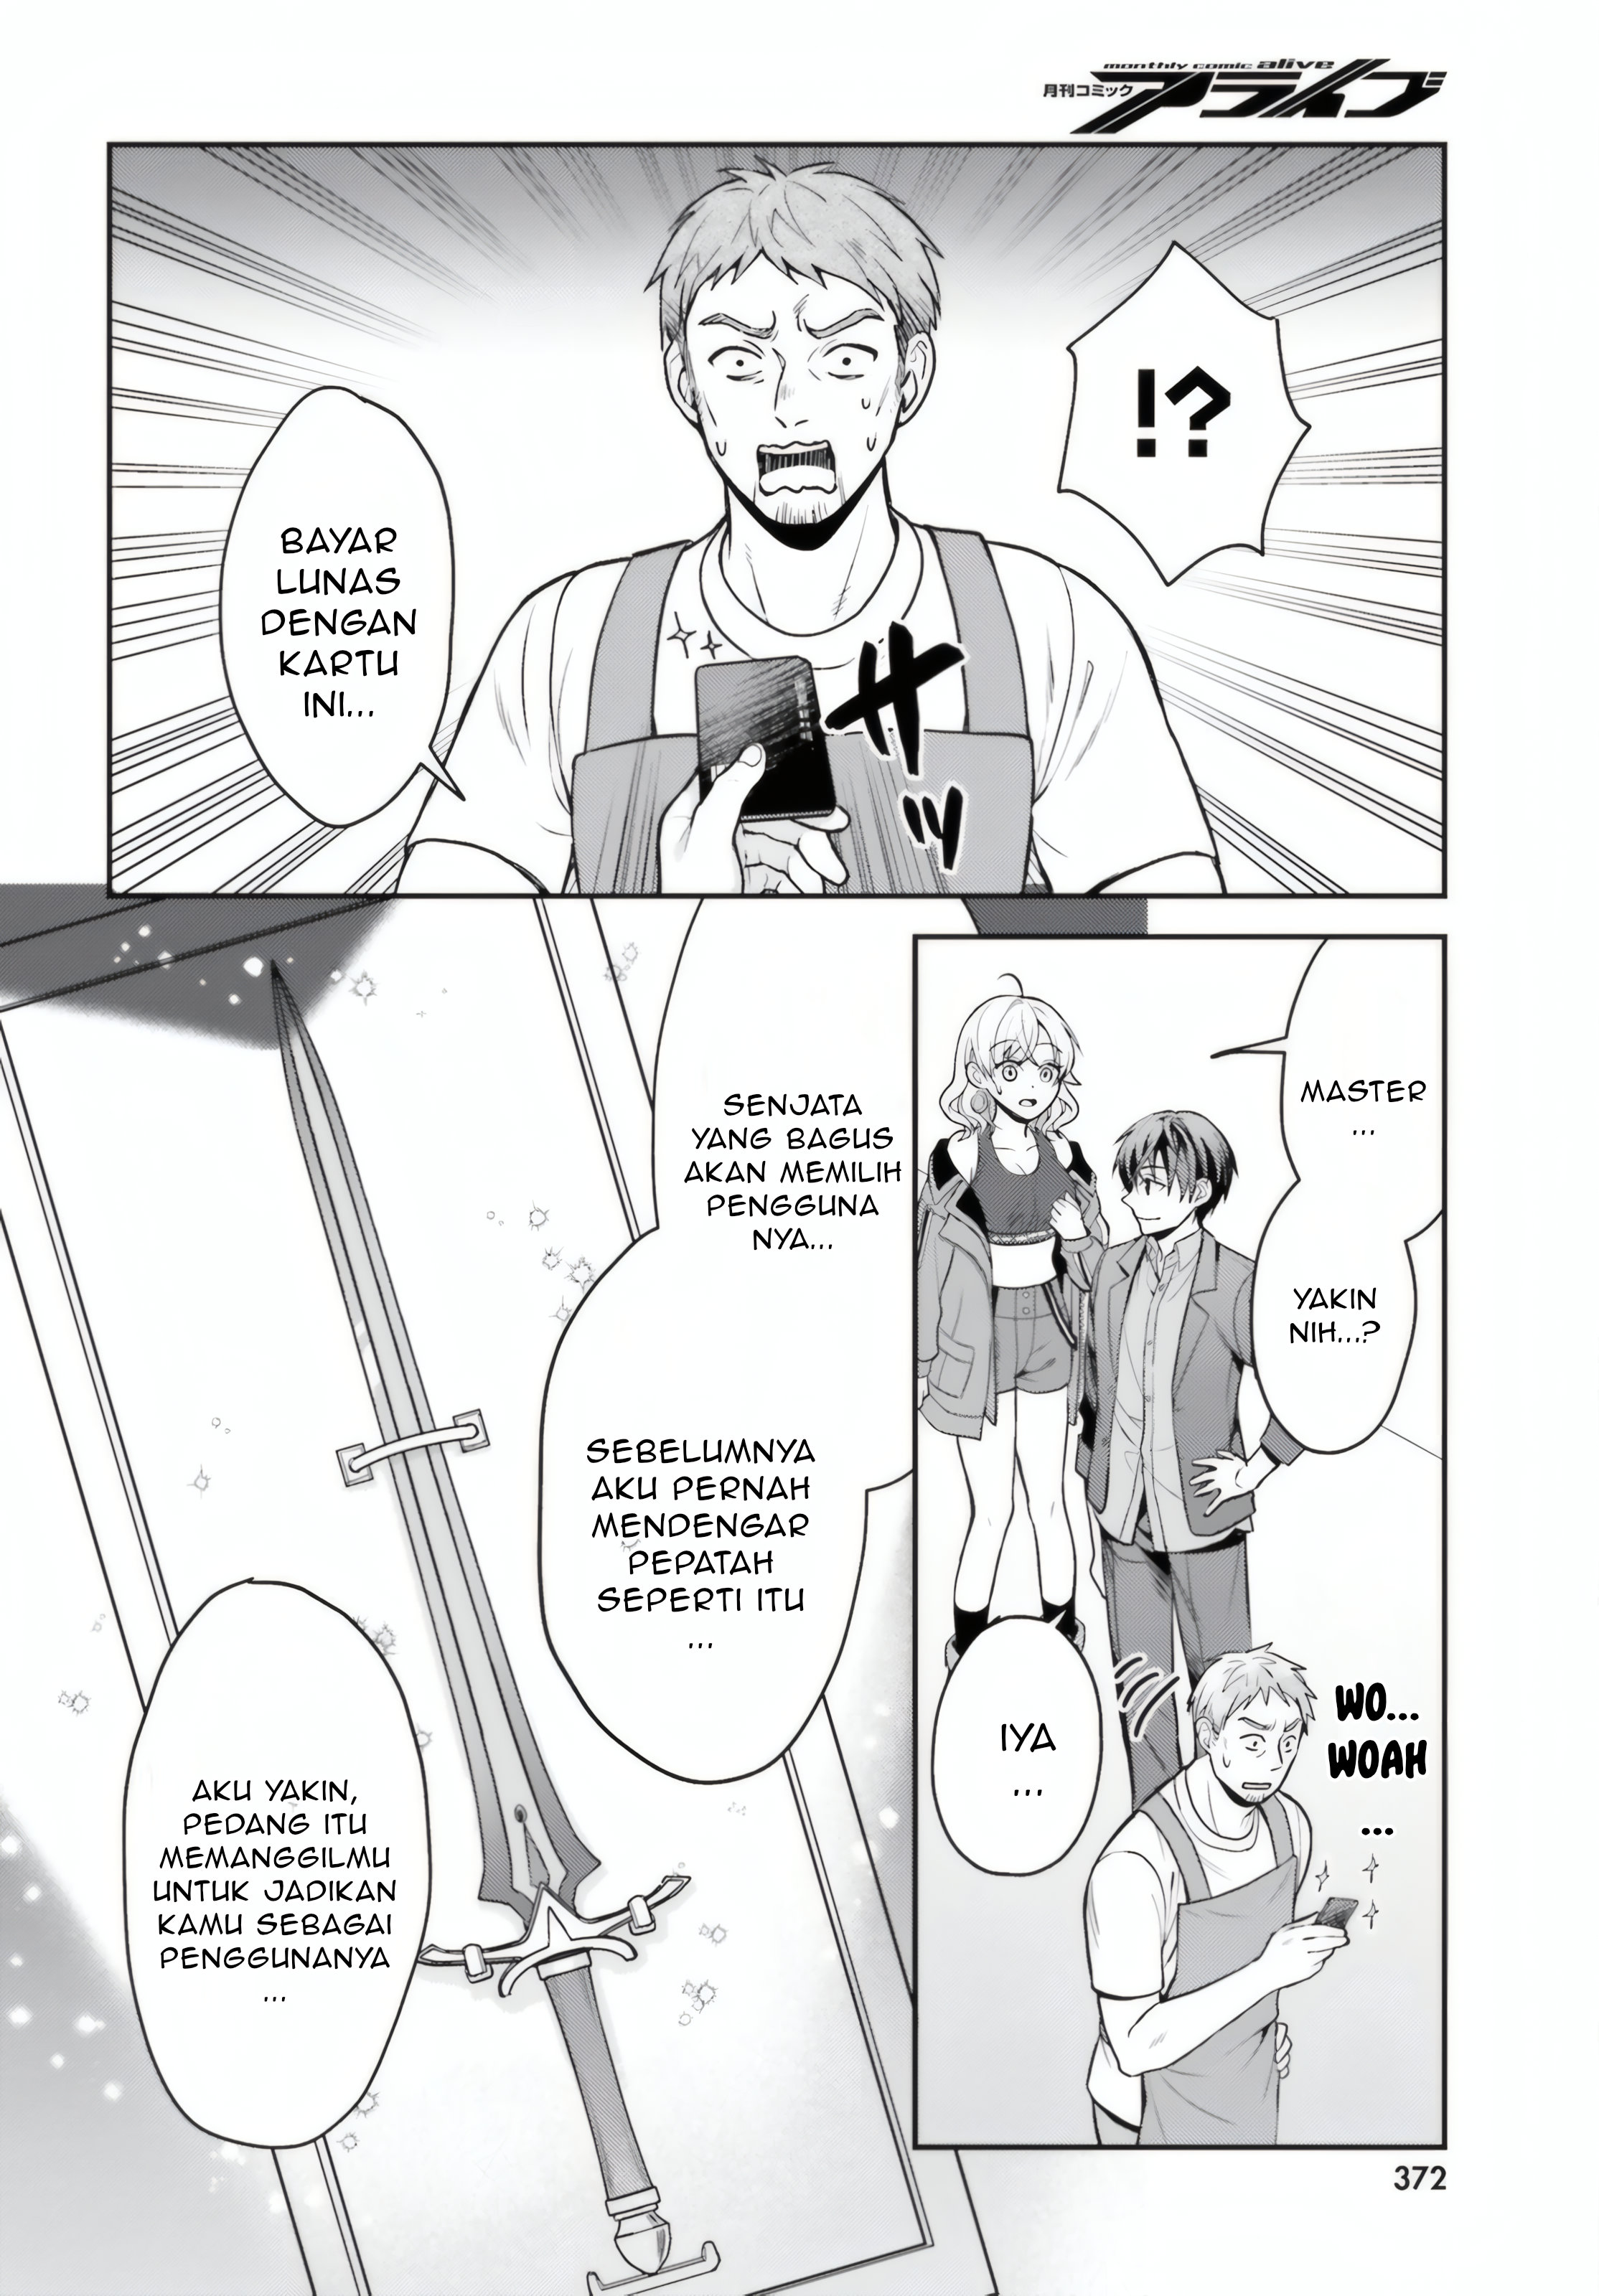 monthly comic alive
月刊コミック アライブ
!?
BAYAR
LUNAS
DENGAN
KARTU
INI...
サッ
MASTER
...
YAKIN
NIH...?
IYA
...
WO...
WOAH
...
SENJATA
YANG BAGUS
AKAN MEMILIH
PENGGUNA
NYA...
SEBELUMNYA
AKU PERNAH
MENDENGAR
PEPATAH
SEPERTI ITU
...
AKU YAKIN,
PEDANG ITU
MEMANGGILMU
UNTUK JADIKAN
KAMU SEBAGAI
PENGGUNANYA
...
372